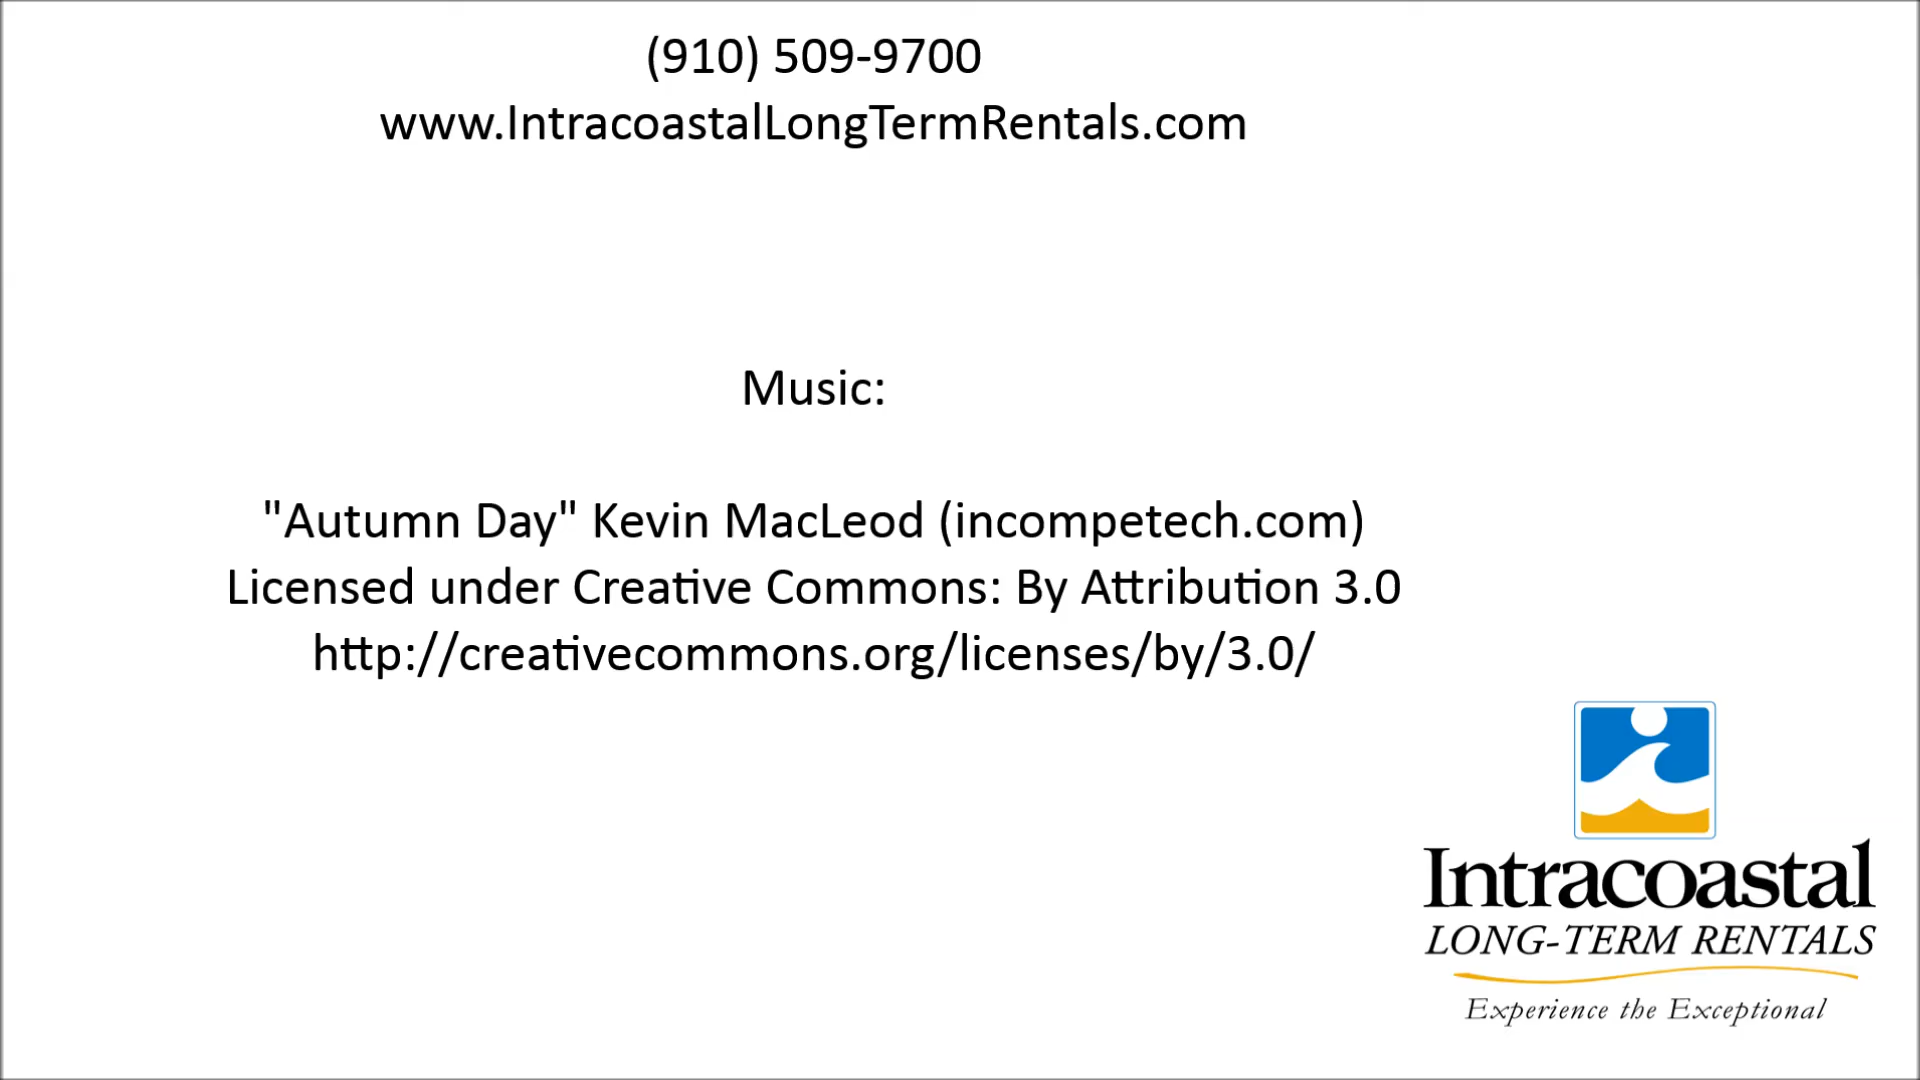 (910) 509-9700
www.IntracoastalLongTermRentals.com
Music:
"Autumn Day" Kevin MacLeod (incompetech.com)
Licensed under Creative Commons: By Attribution 3.0
http://creativecommons.org/licenses/by/3.0/
Intracoastal
LONG-TERM RENTALS
Experience the Exceptional